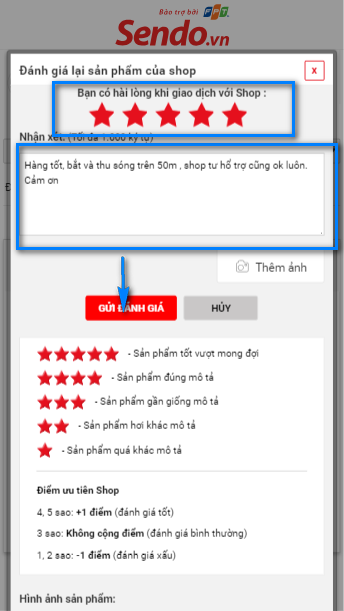 Bảo trợ bởi FPT.
Sendo.vn
Đánh giá lại sản phẩm của shop
x
Bạn có hài lòng khi giao dịch với Shop :
Nhận xét: (Tối đa 1.000 ký tự)
Hàng tốt, bắt và thu sóng trên 50m , shop tư hổ trợ cũng ok luôn.
Cảm ơn
Thêm ảnh
GỬI ĐÁNH GIÁ
HỦY
- Sản phẩm tốt vượt mong đợi
- Sản phẩm đúng mô tả
- Sản phẩm gần giống mô tả
- Sản phẩm hơi khác mô tả
- Sản phẩm quá khác mô tả
Điểm ưu tiên Shop
4, 5 sao: +1 điểm (đánh giá tốt)
3 sao: Không cộng điểm (đánh giá bình thường)
1, 2 sao: -1 điểm (đánh giá xấu)
Hình ảnh sản phẩm: